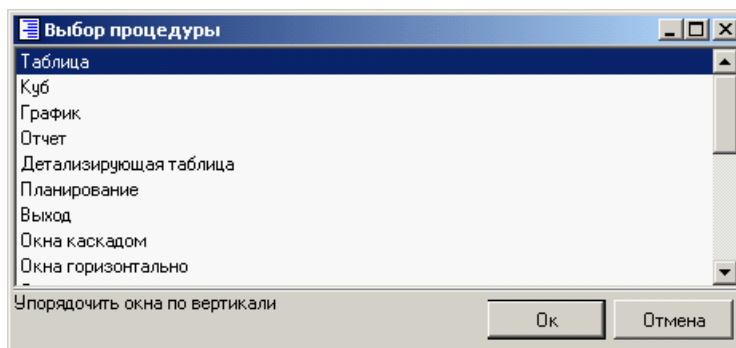 Выбор процедуры
Таблица
Куб
График
Отчет
Детализирующая таблица
Планирование
Выход
Окна каскадом
Окна горизонтально
Упорядочить окна по вертикали
Ок
Отмена